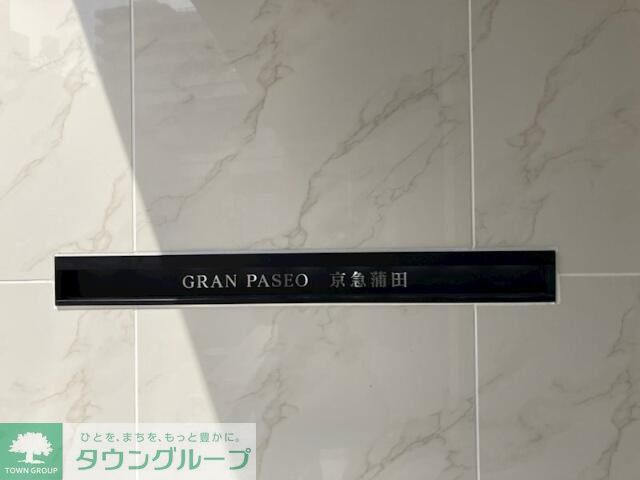 GRAN PASEO 京急蒲田
ひとを、まちを、もっと豊かに。
TOWN GROUP タウングループ